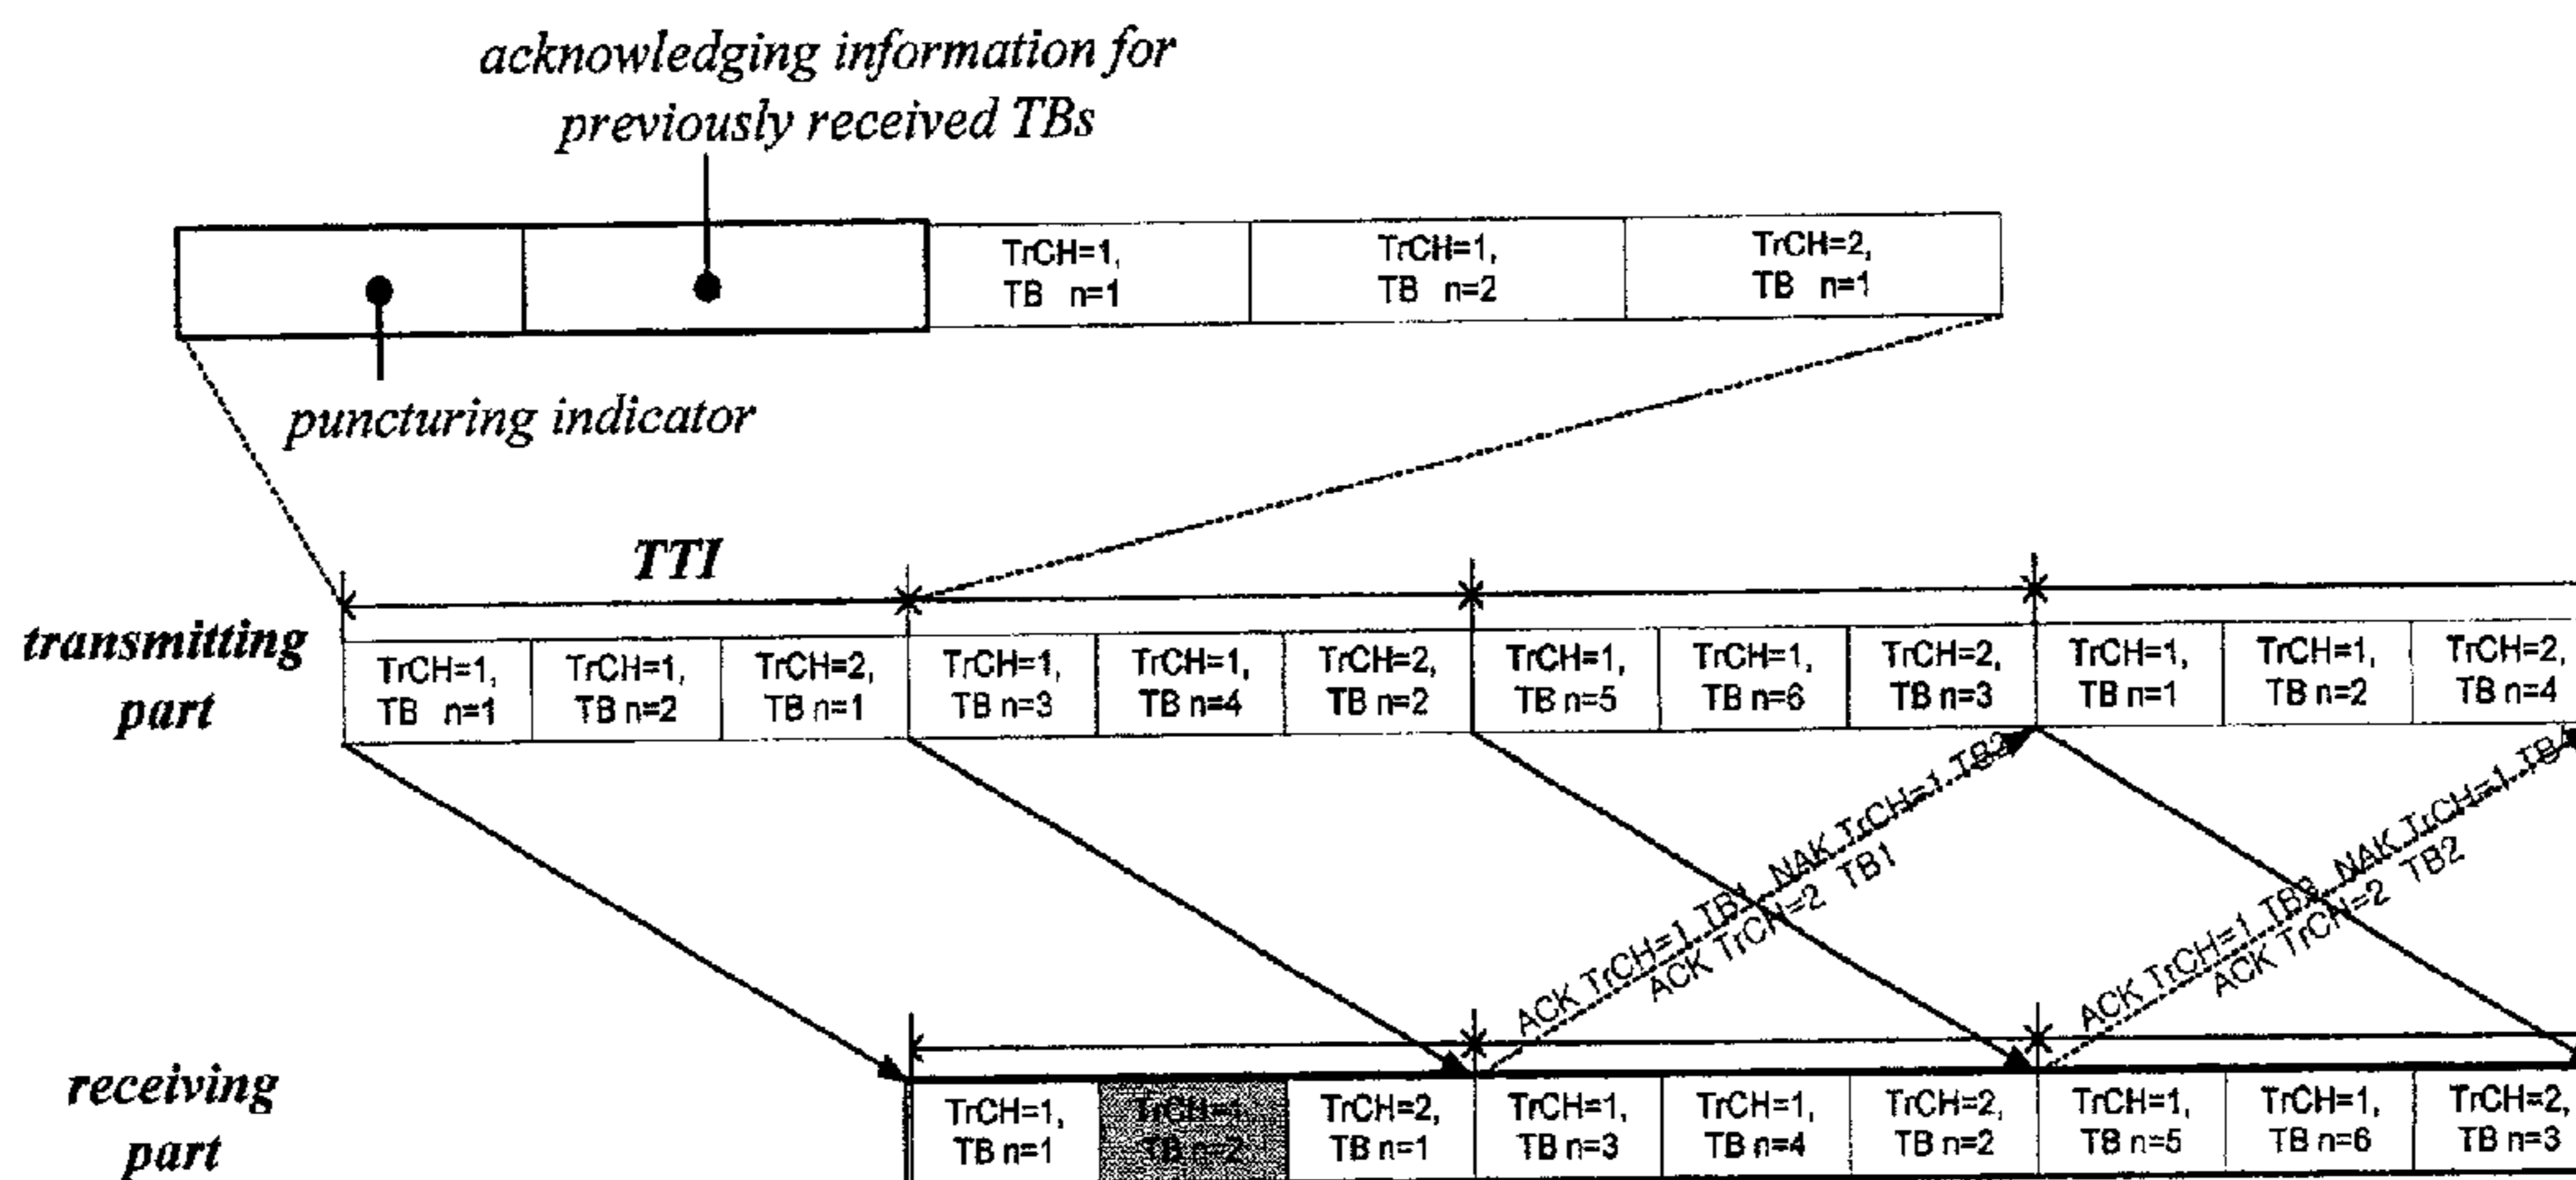 acknowledging information for
previously received TBs
TrCH=1,
TB n=1
TrCH=1,
TB n=2
TrCH=2,
TB n=1
puncturing indicator
TTI
transmitting
part
TrCH=1,
TB n=1
TrCH=1,
TB n=2
TrCH=2,
TB n=1
TrCH=1,
TB n=3
TrCH=1,
TB n=4
TrCH=2,
TB n=2
TrCH=1,
TB n=5
TrCH=1,
TB n=6
TrCH=2,
TB n=3
TrCH=1,
TB n=1
TrCH=1,
TB n=2
TrCH=2,
TB n=4
ACK TrCH=1 TB1 NAK TrCH=1 TB2
ACK TrCH=2 TB1
ACK TrCH=1 TB3 NAK TrCH=1
ACK TrCH=2 TB2
receiving
part
TrCH=1,
TB n=1
TrCH=1,
TB n=2
TrCH=2,
TB n=1
TrCH=1,
TB n=3
TrCH=1,
TB n=4
TrCH=2,
TB n=2
TrCH=1,
TB n=5
TrCH=1,
TB n=6
TrCH=2,
TB n=3